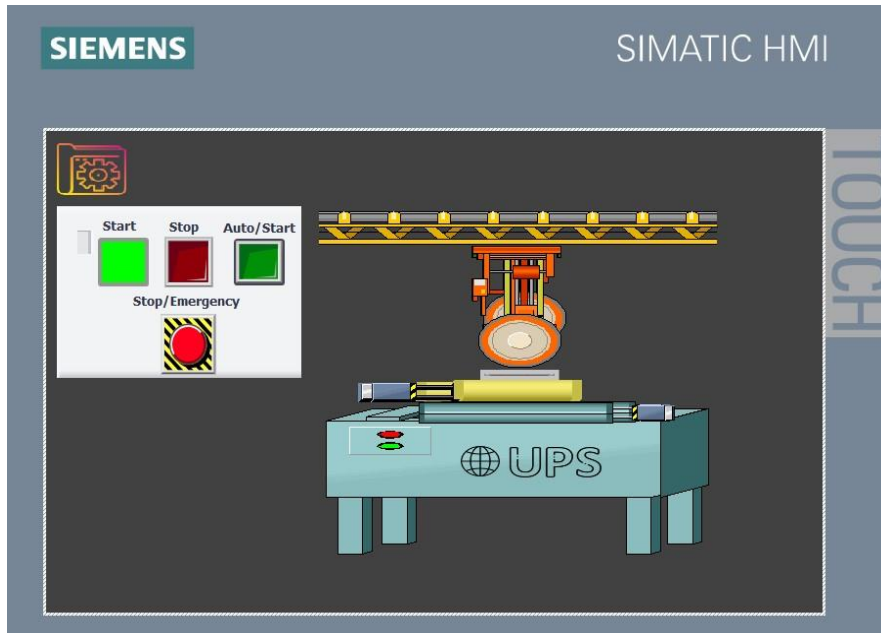 SIEMENS
SIMATIC HMI
TOUCH
Start Stop Auto/Start
Stop/Emergency
UPS